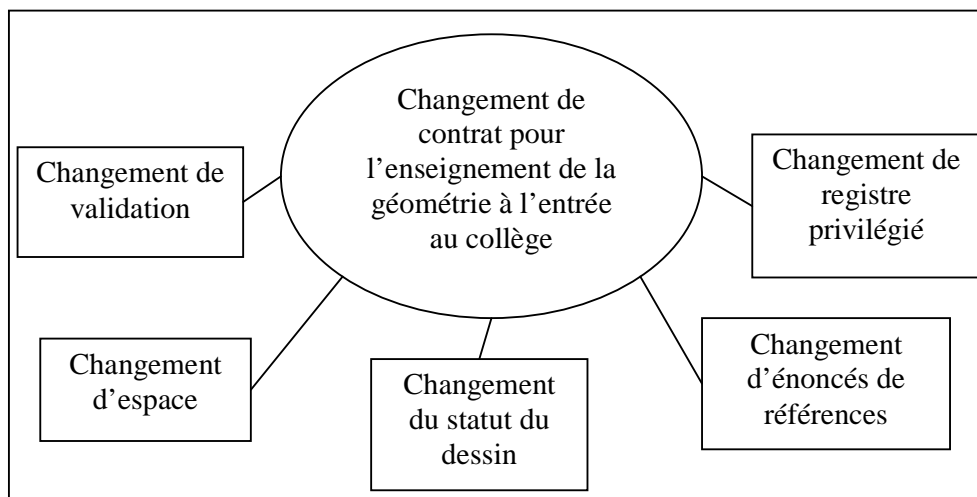 Changement de
contrat pour
l’enseignement de la
géométrie à l’entrée
au collège
Changement de
validation
Changement de
registre
privilégié
Changement
d’espace
Changement
du statut du
dessin
Changement
d’énoncés de
références